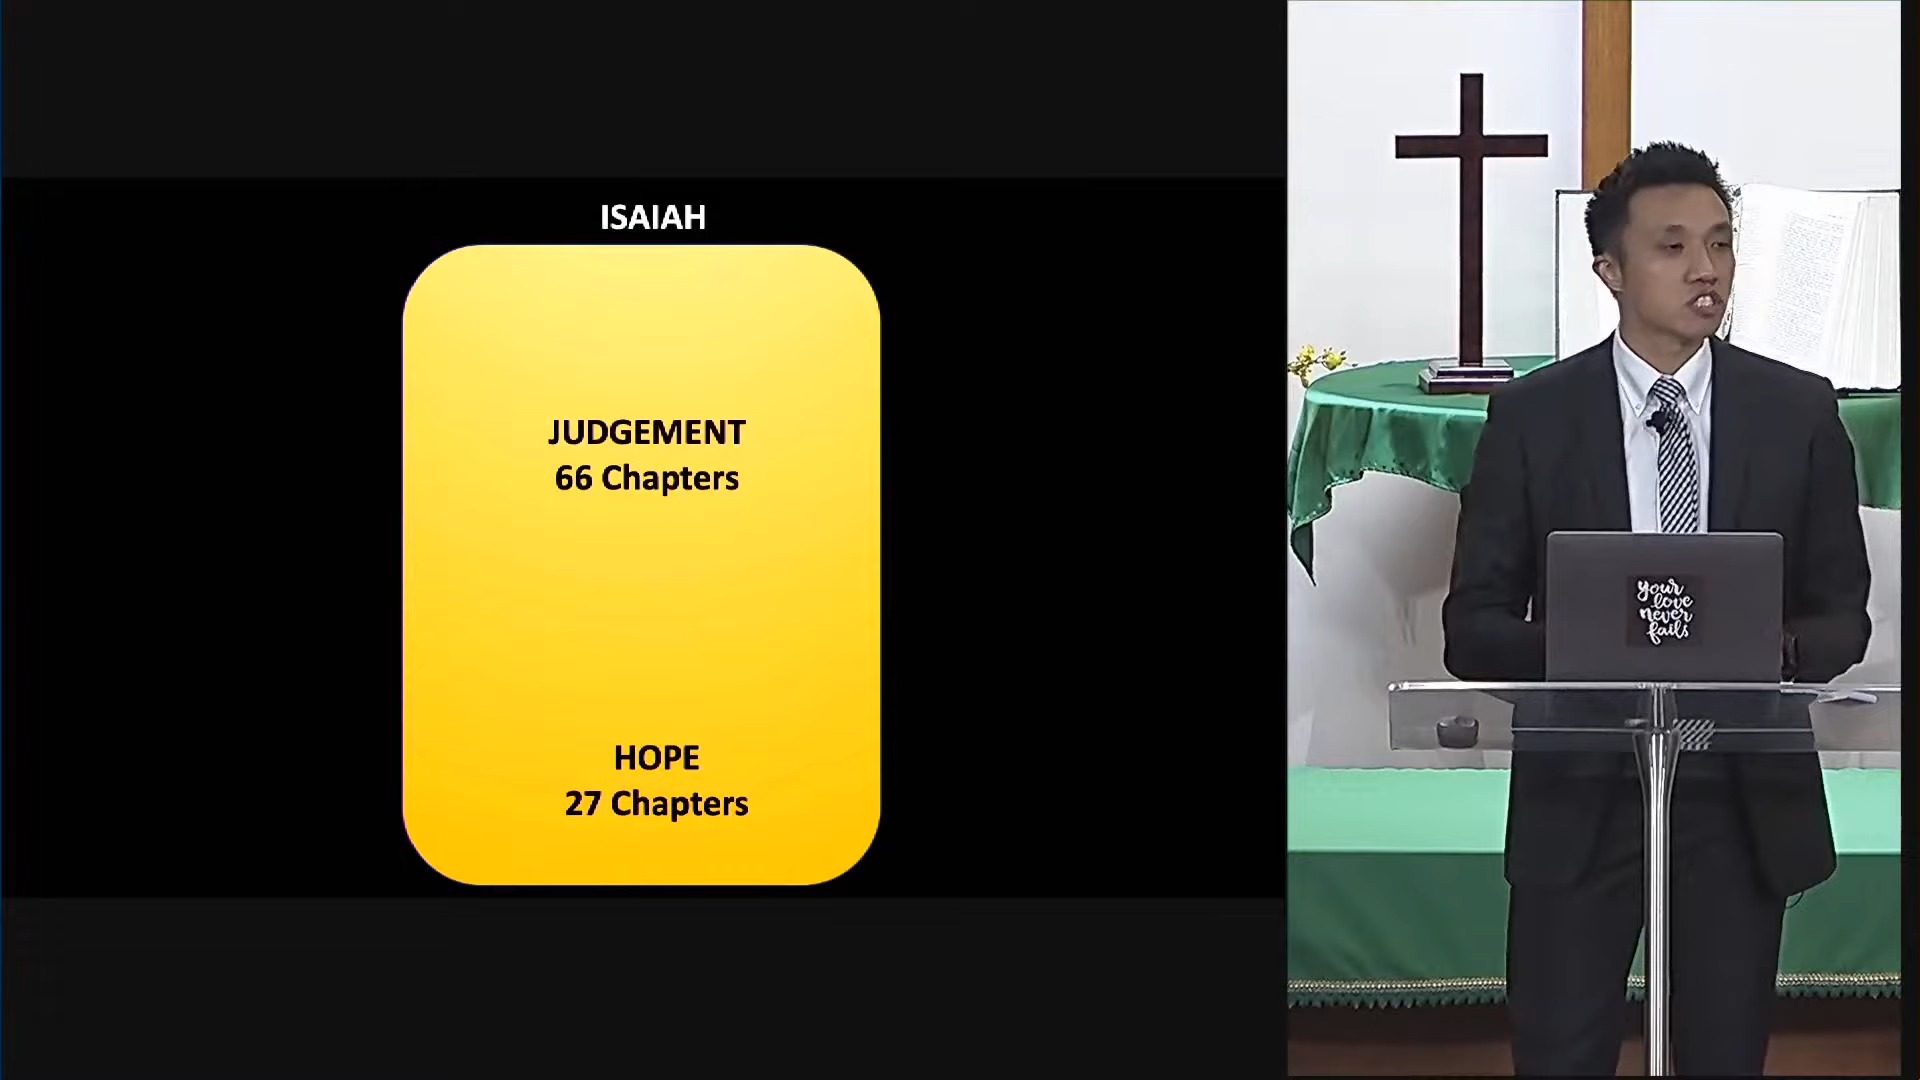 ISAIAH
JUDGEMENT
66 Chapters
HOPE
27 Chapters
your
love
never
fails